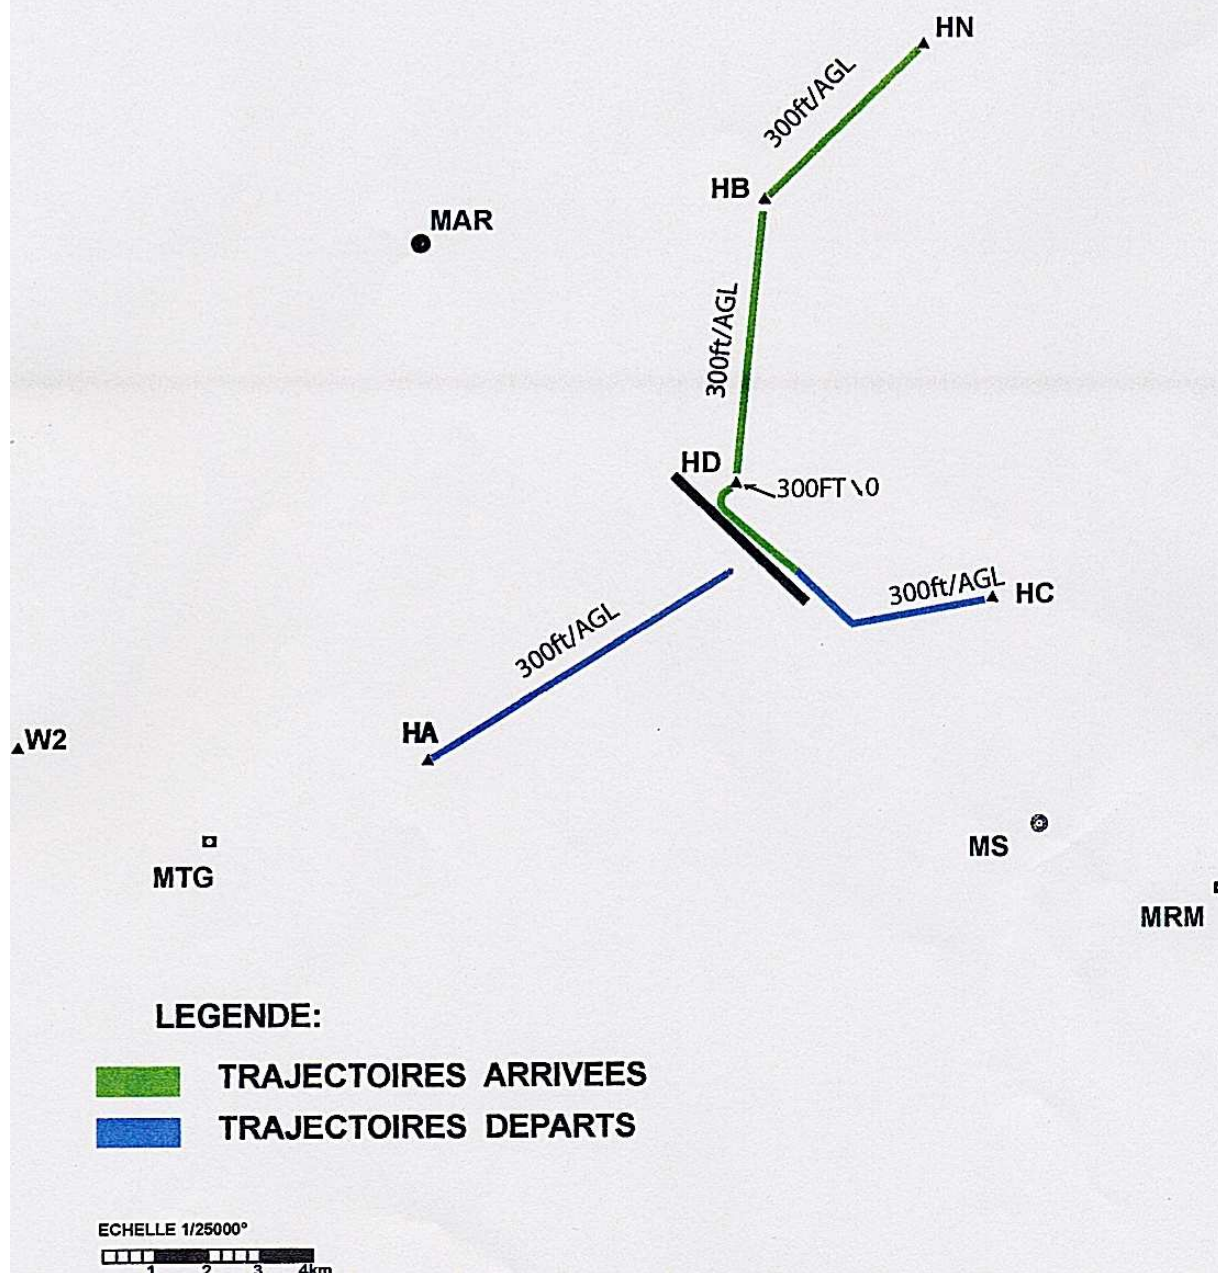 HN
300ft/AGL
HB
MAR
300ft/AGL
HD
300FT \ 0
300ft/AGL
HC
300ft/AGL
HA
W2
MS
MTG
MRM
LEGENDE:
TRAJECTOIRES ARRIVEES
TRAJECTOIRES DEPARTS
ECHELLE 1/25000°
1 2 3 4km